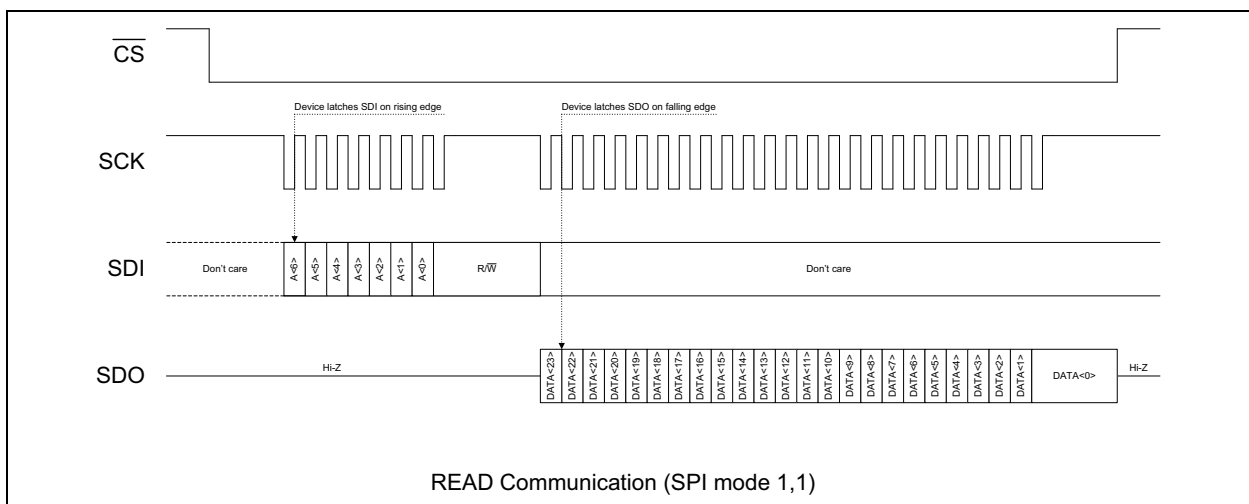 CS
Device latches SDI on rising edge
Device latches SDO on falling edge
SCK
SDI
Don't care
A<6>
A<5>
A<4>
A<3>
A<2>
A<1>
A<0>
R/W
Don't care
SDO
Hi-Z
DATA<23>
DATA<22>
DATA<21>
DATA<20>
DATA<19>
DATA<18>
DATA<17>
DATA<16>
DATA<15>
DATA<14>
DATA<13>
DATA<12>
DATA<11>
DATA<10>
DATA<9>
DATA<8>
DATA<7>
DATA<6>
DATA<5>
DATA<4>
DATA<3>
DATA<2>
DATA<1>
DATA<0>
Hi-Z
READ Communication (SPI mode 1,1)